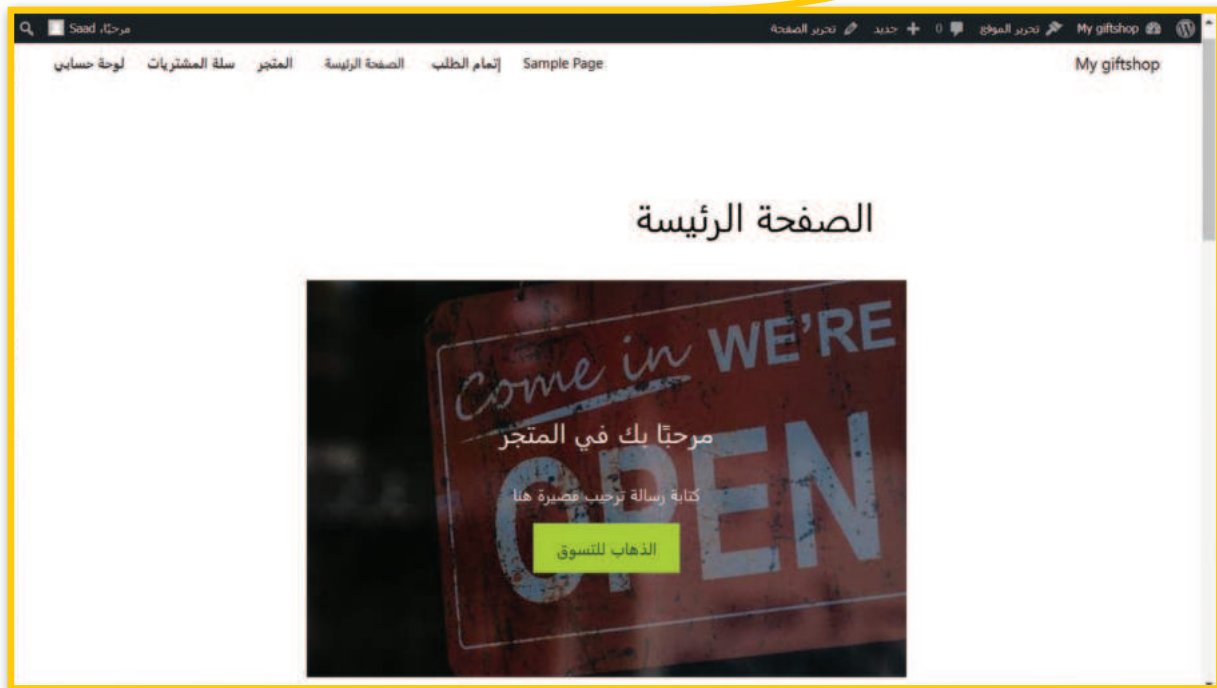 My giftshop تحرير الموقع 0 جديد تحرير الصفحة مرحبًا، Saad
My giftshop Sample Page إتمام الطلب الصفحة الرئيسة المتجر سلة المشتريات لوحة حسابي
الصفحة الرئيسة
come in WE'RE
OPEN
مرحبًا بك في المتجر
كتابة رسالة ترحيب قصيرة هنا
الذهاب للتسوق